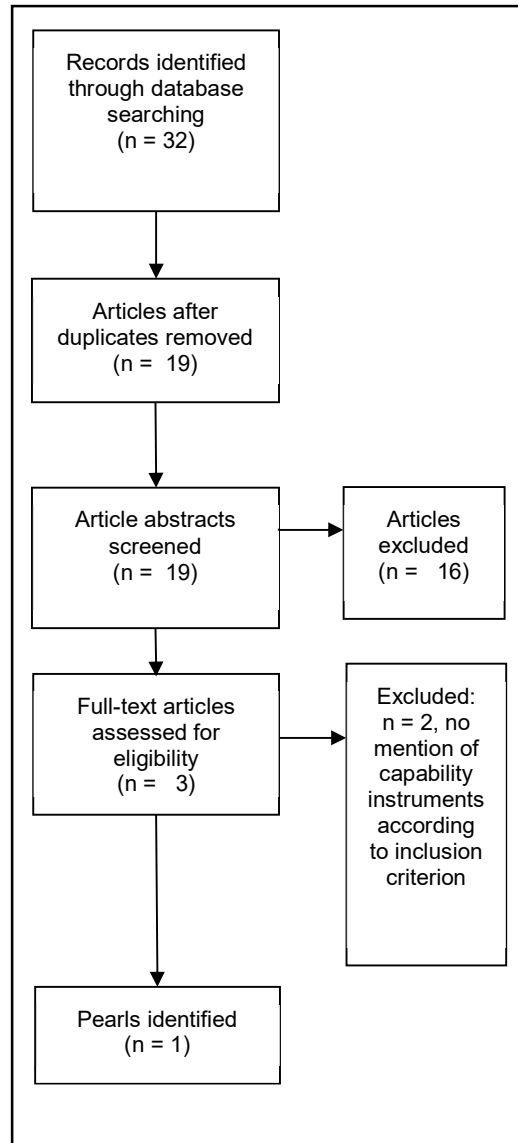 Records identified
through database
searching
(n = 32)
Articles after
duplicates removed
(n = 19)
Article abstracts
screened
(n = 19)
Articles
excluded
(n = 16)
Full-text articles
assessed for
eligibility
(n = 3)
Excluded:
n = 2, no
mention of
capability
instruments
according
to inclusion
criterion
Pearls identified
(n = 1)